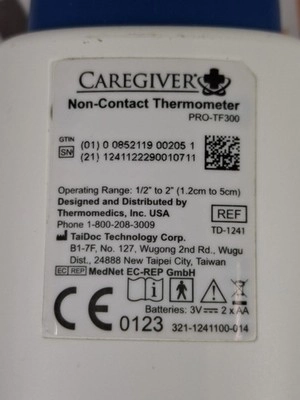 CAREGIVER®
Non-Contact Thermometer
PRO-TF300
GTIN (01) 0 0852119 00205 1
SN (21) 1241122290010711
Operating Range: 1/2" to 2" (1.2cm to 5cm)
Designed and Distributed by
Thermomedics, Inc. USA
Phone 1-800-208-3009
REF
TD-1241
TaiDoc Technology Corp.
B1-7F, No. 127, Wugong 2nd Rd., Wugu
Dist., 24888 New Taipei City, Taiwan
EC REP MedNet EC-REP GmbH
CE 0123
Batteries: 3V⎓ 2 x AA
321-1241100-014